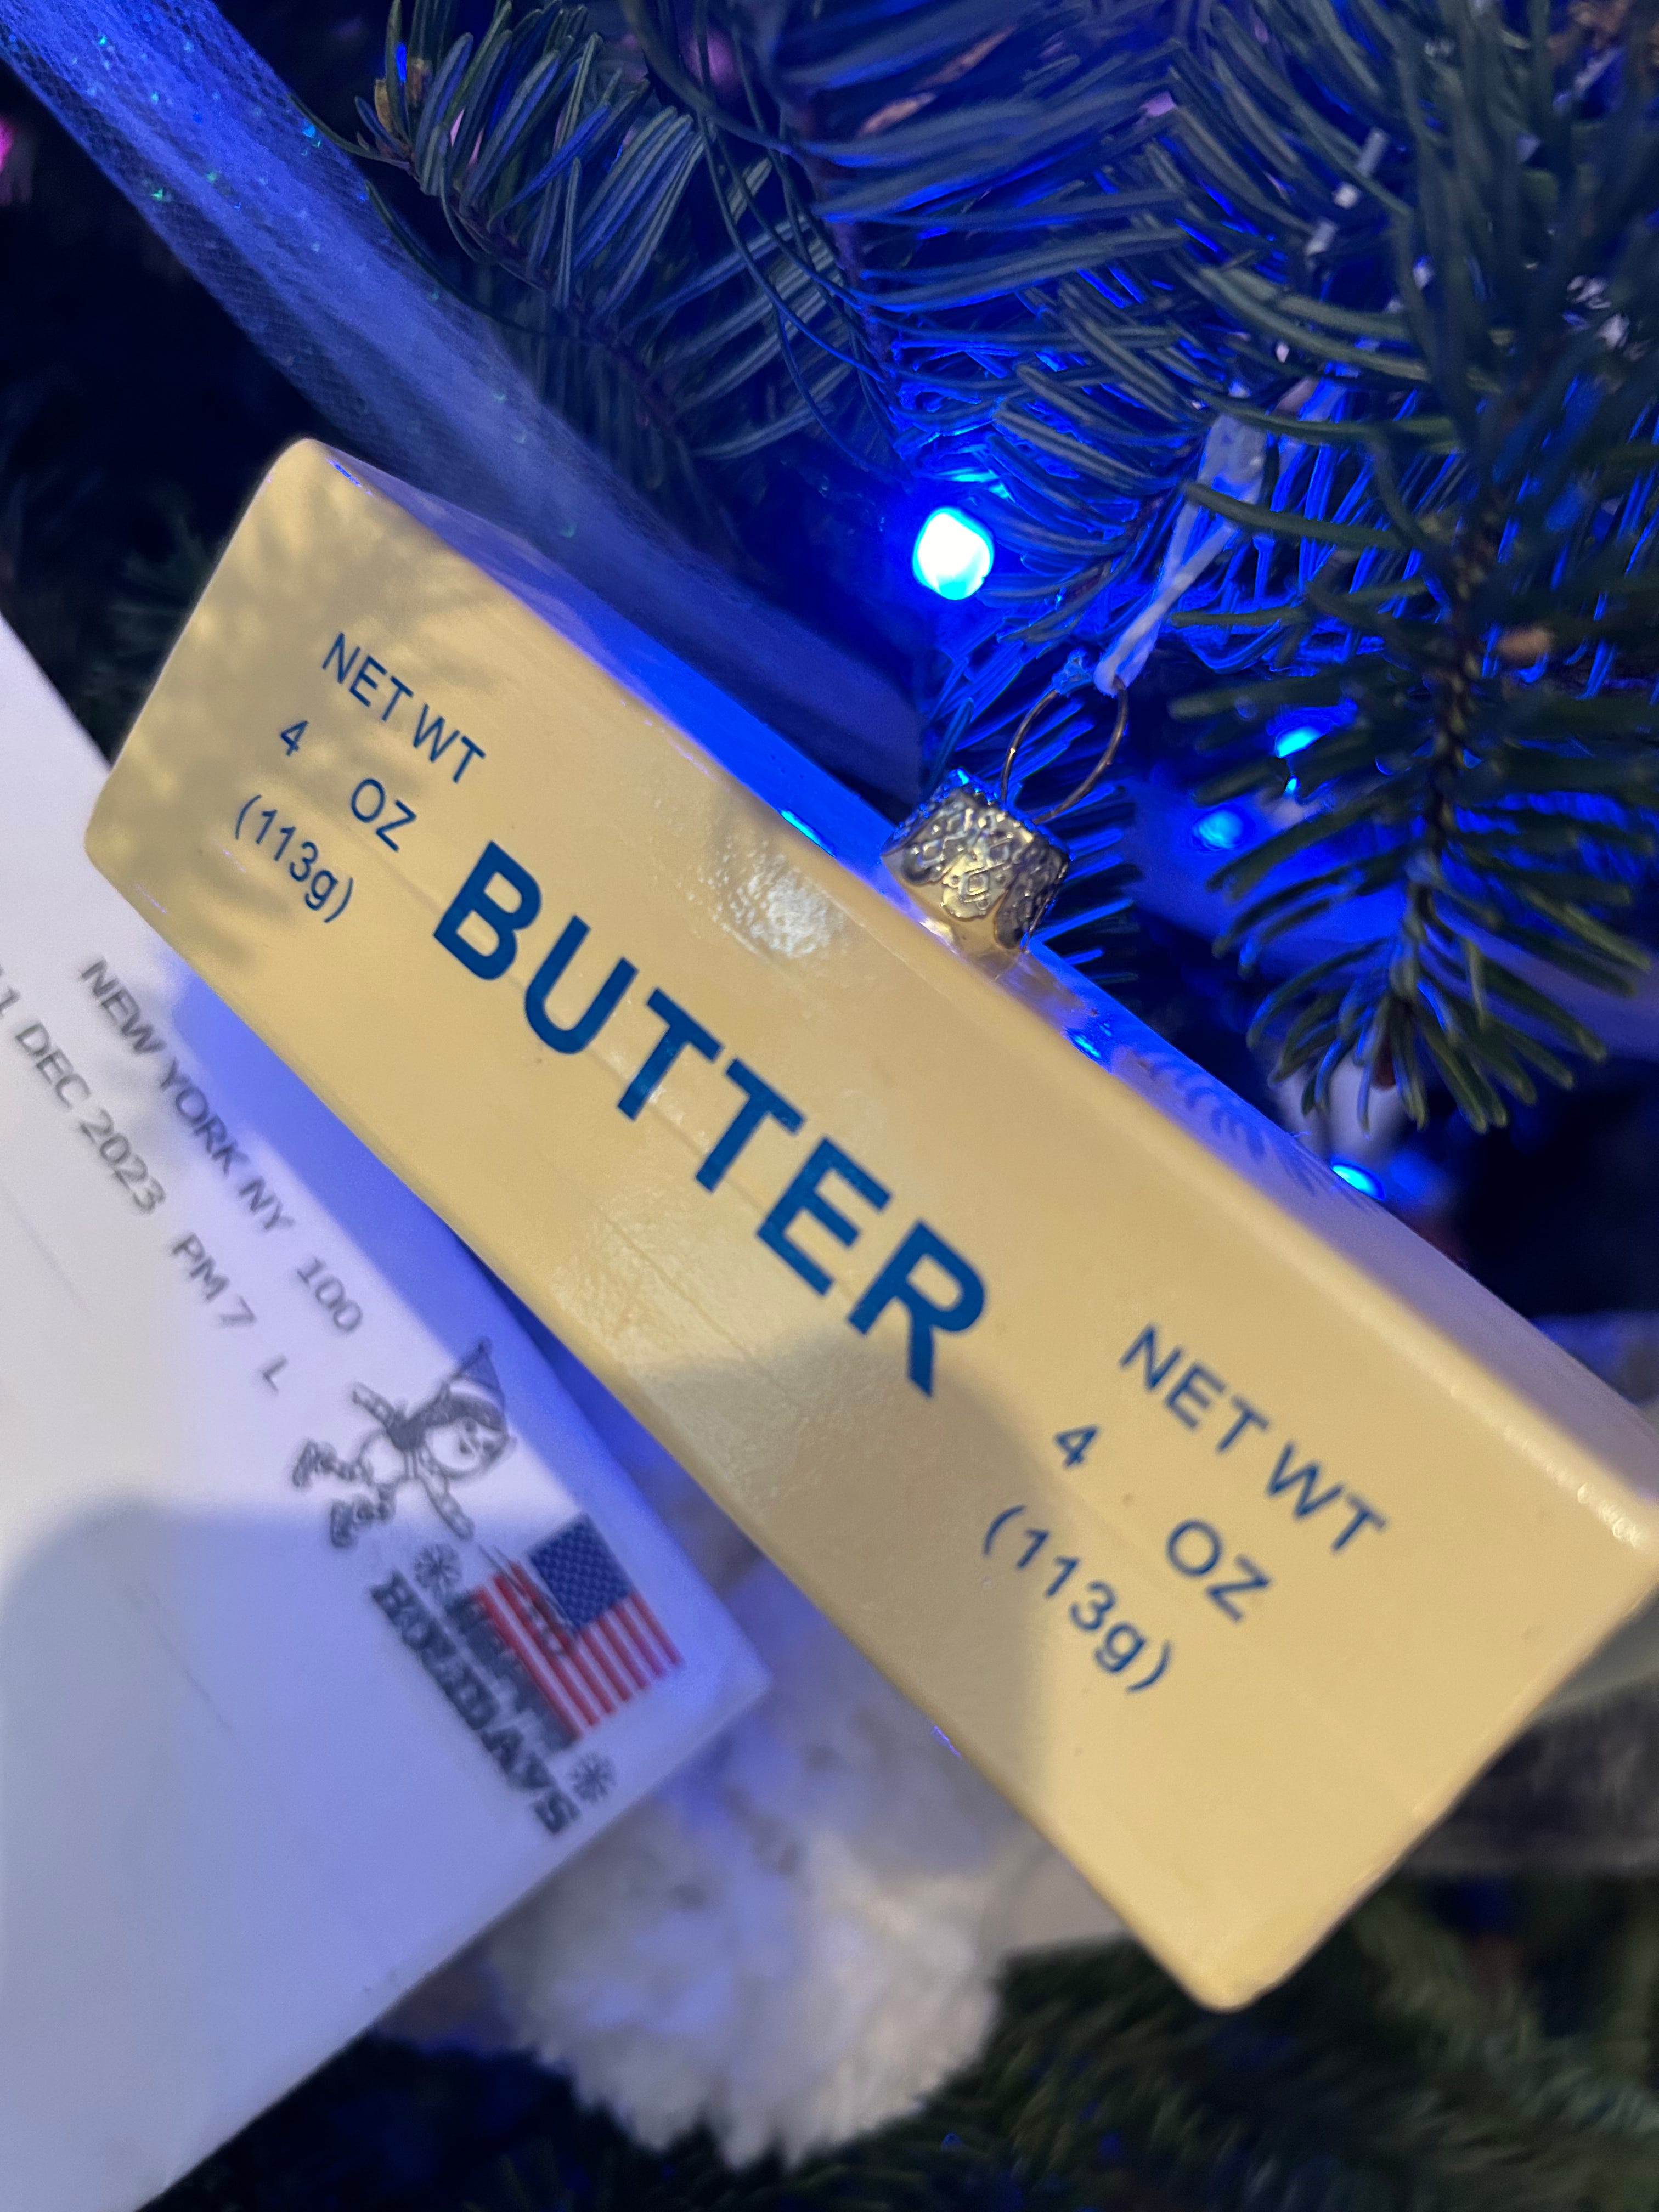 NET WT
4 OZ
(113g)
BUTTER
NET WT
4 OZ
(113g)
NEW YORK NY 100
11 DEC 2023 PM 7 L
HOLIDAYS